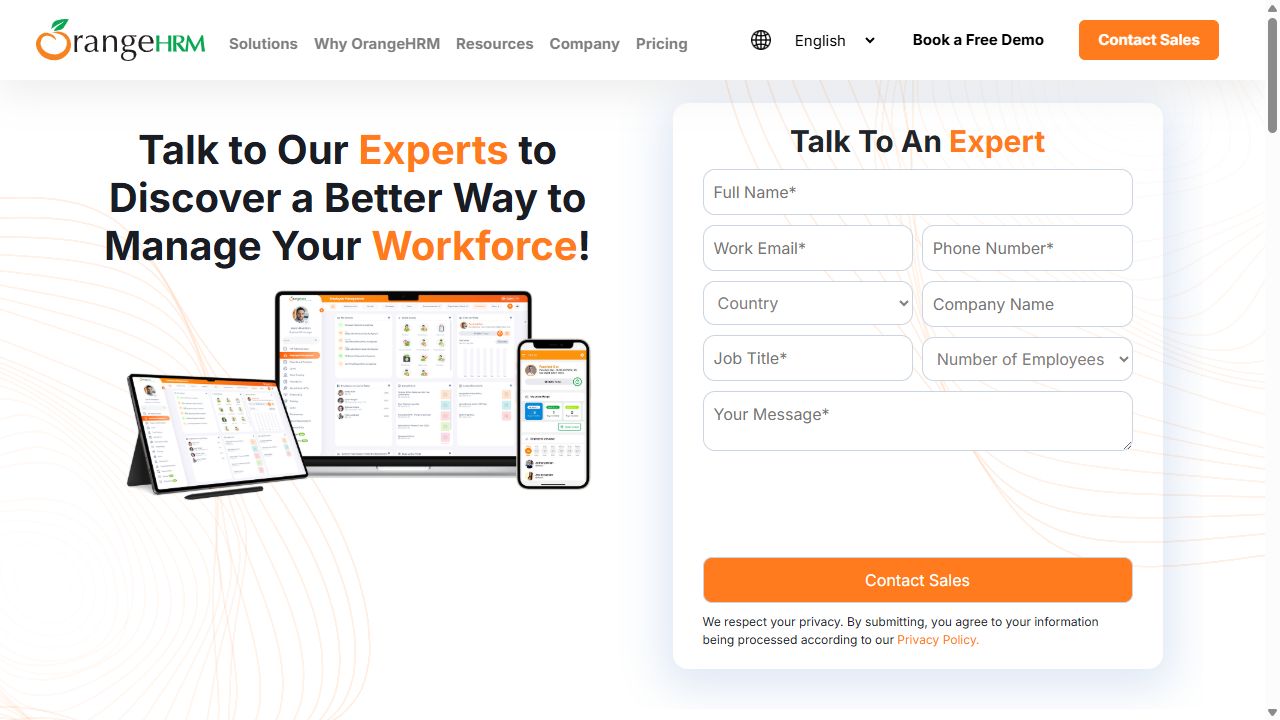 OrangeHRM
Solutions
Why OrangeHRM
Resources
Company
Pricing
English
Book a Free Demo
Contact Sales
Talk to Our Experts to
Discover a Better Way to
Manage Your Workforce!
Talk To An Expert
Full Name*
Work Email*
Phone Number*
Country
Company Name
Job Title*
Number of Employees
Your Message*
Contact Sales
We respect your privacy. By submitting, you agree to your information
being processed according to our Privacy Policy.